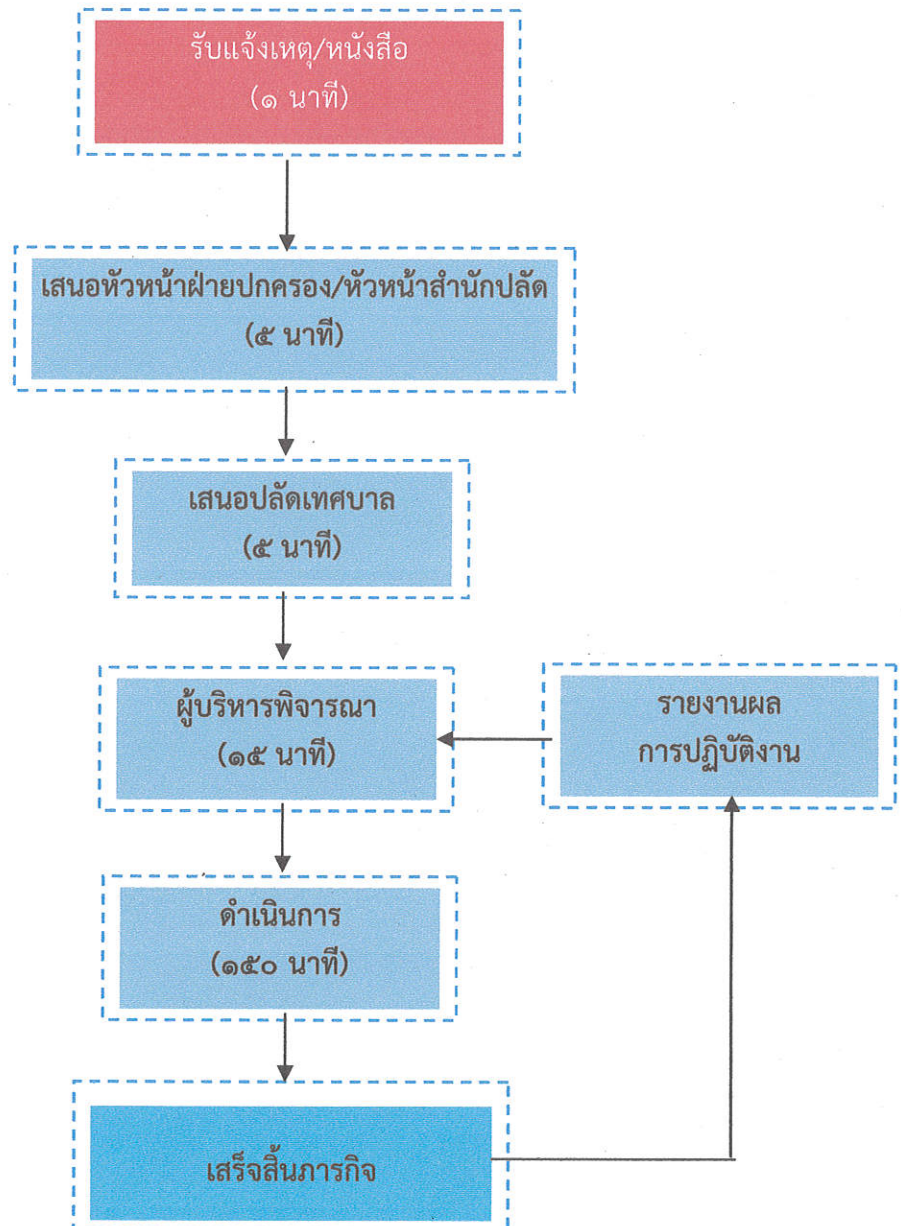 รับแจ้งเหตุ/หนังสือ
(๑ นาที)
เสนอหัวหน้าฝ่ายปกครอง/หัวหน้าสำนักปลัด
(๕ นาที)
เสนอปลัดเทศบาล
(๕ นาที)
ผู้บริหารพิจารณา
(๑๕ นาที)
รายงานผล
การปฏิบัติงาน
ดำเนินการ
(๑๕๐ นาที)
เสร็จสิ้นภารกิจ